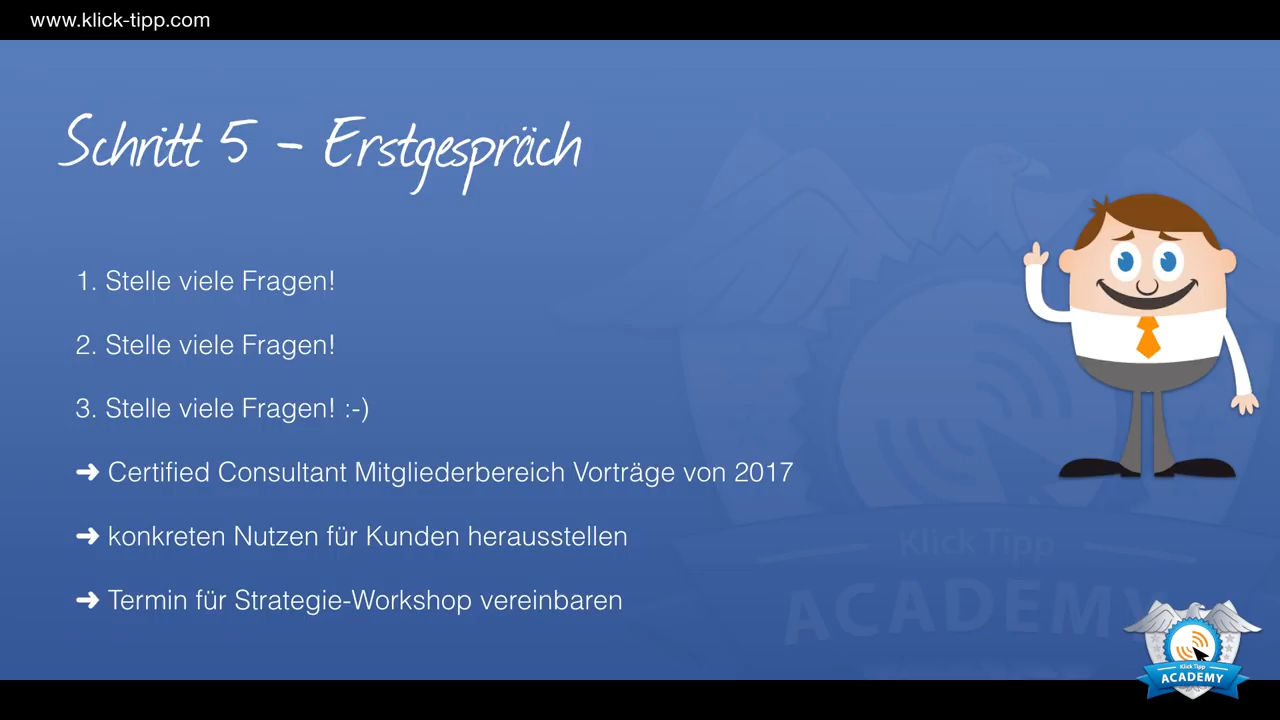 www.klick-tipp.com
Schritt 5 - Erstgespräch
1. Stelle viele Fragen!
2. Stelle viele Fragen!
3. Stelle viele Fragen! :-)
➜ Certified Consultant Mitgliederbereich Vorträge von 2017
➜ konkreten Nutzen für Kunden herausstellen
➜ Termin für Strategie-Workshop vereinbaren
Klick Tipp
ACADEMY
Klick Tipp
ACADEMY